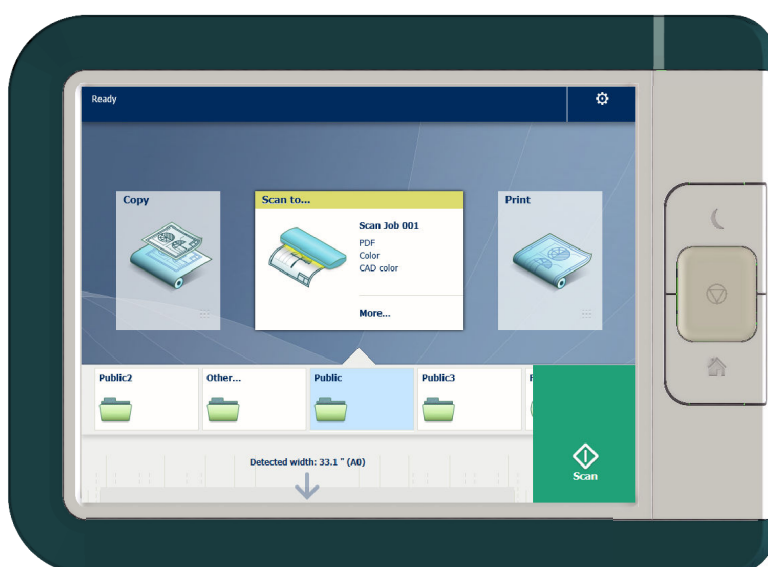 Ready
Copy
Scan to...
Print
Scan Job 001
PDF
Color
CAD color
More...
Public2
Other...
Public
Public3
Detected width: 33.1 " (A0)
Scan